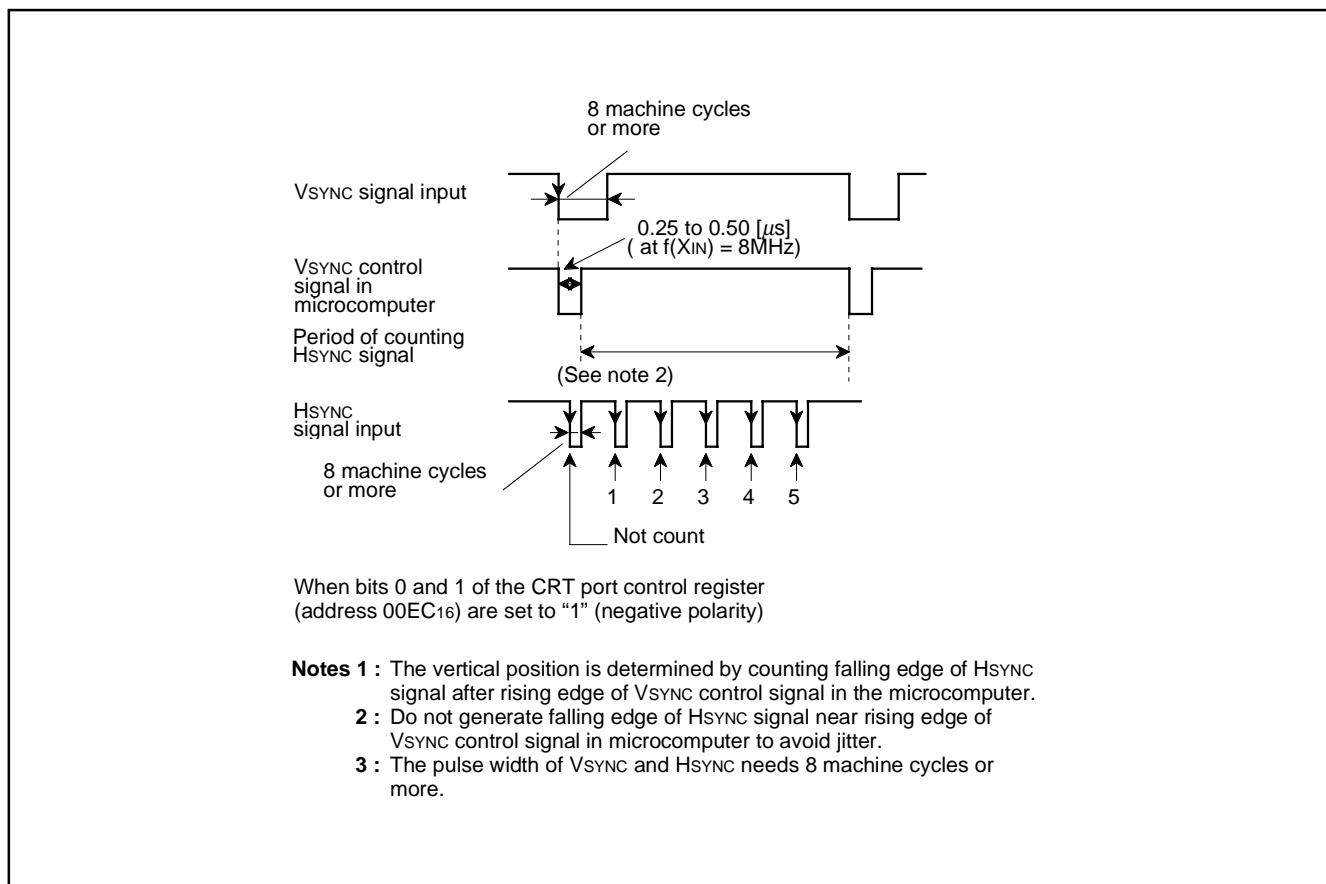 8 machine cycles
or more
VSYNC signal input
0.25 to 0.50 [μs]
( at f(XIN) = 8MHz)
VSYNC control
signal in
microcomputer
Period of counting
HSYNC signal
(See note 2)
HSYNC
signal input
8 machine cycles
or more
1 2 3 4 5
Not count
When bits 0 and 1 of the CRT port control register
(address 00EC16) are set to “1” (negative polarity)
Notes 1 : The vertical position is determined by counting falling edge of HSYNC
signal after rising edge of VSYNC control signal in the microcomputer.
2 : Do not generate falling edge of HSYNC signal near rising edge of
VSYNC control signal in microcomputer to avoid jitter.
3 : The pulse width of VSYNC and HSYNC needs 8 machine cycles or
more.